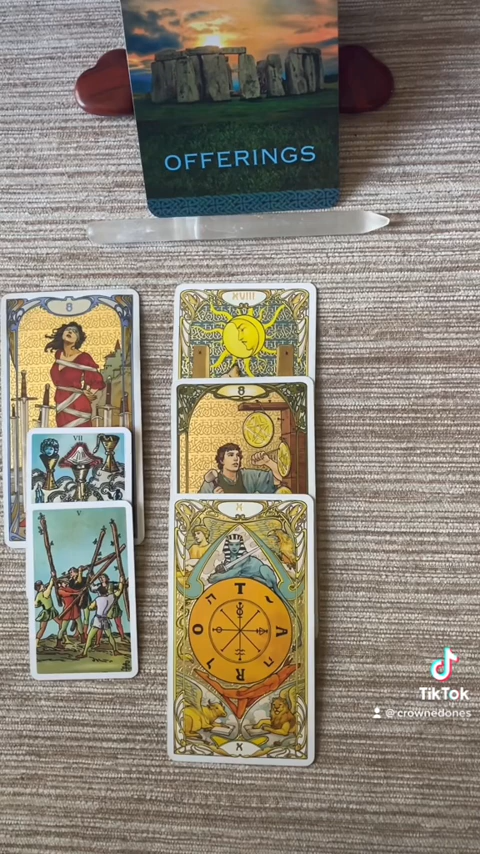 OFFERINGS
8
XVIII
8
VII
V
X
T
O
A
R
X
TikTok
@crownedones